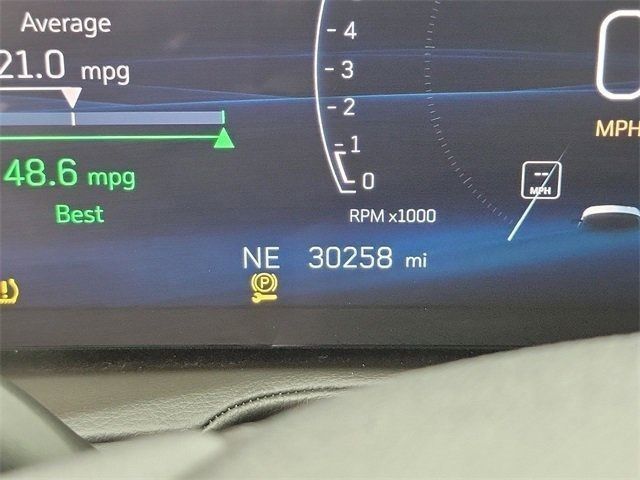 Average
21.0 mpg
48.6 mpg
Best
4
3
2
1
0
RPM x1000
0
MPH
--
MPH
NE 30258 mi
P